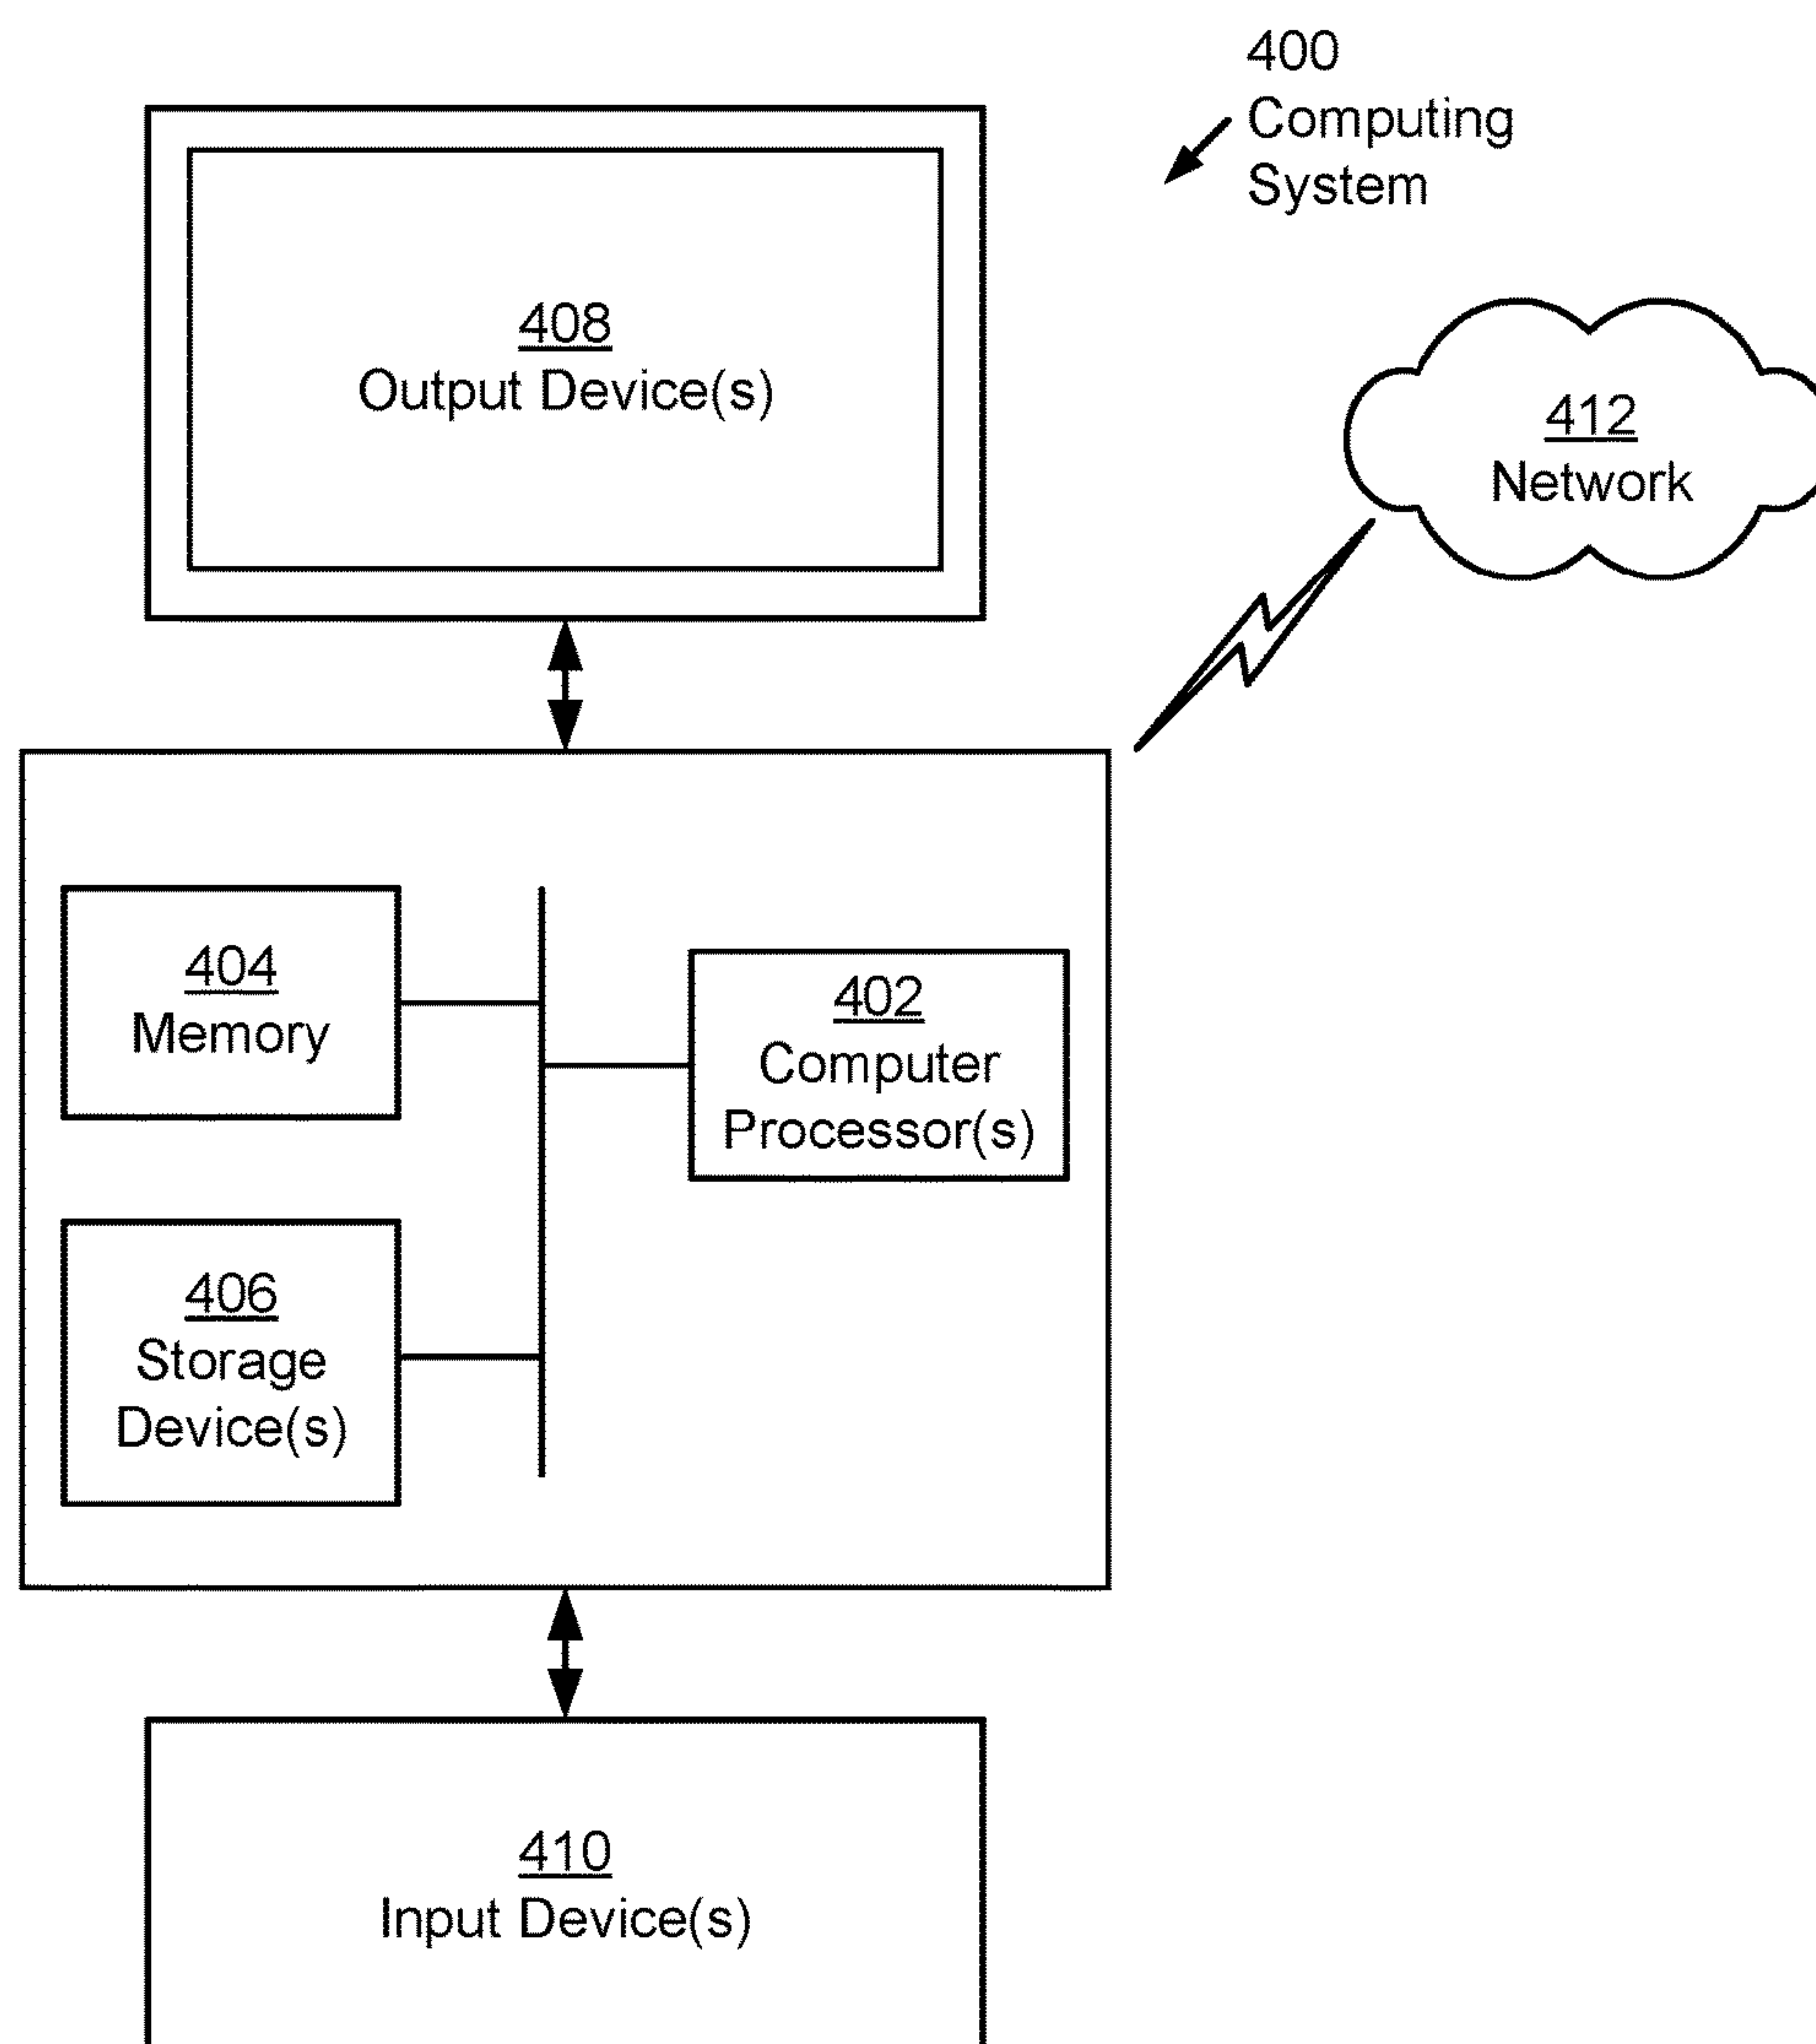 400
Computing
System
408
Output Device(s)
412
Network
404
Memory
402
Computer
Processor(s)
406
Storage
Device(s)
410
Input Device(s)